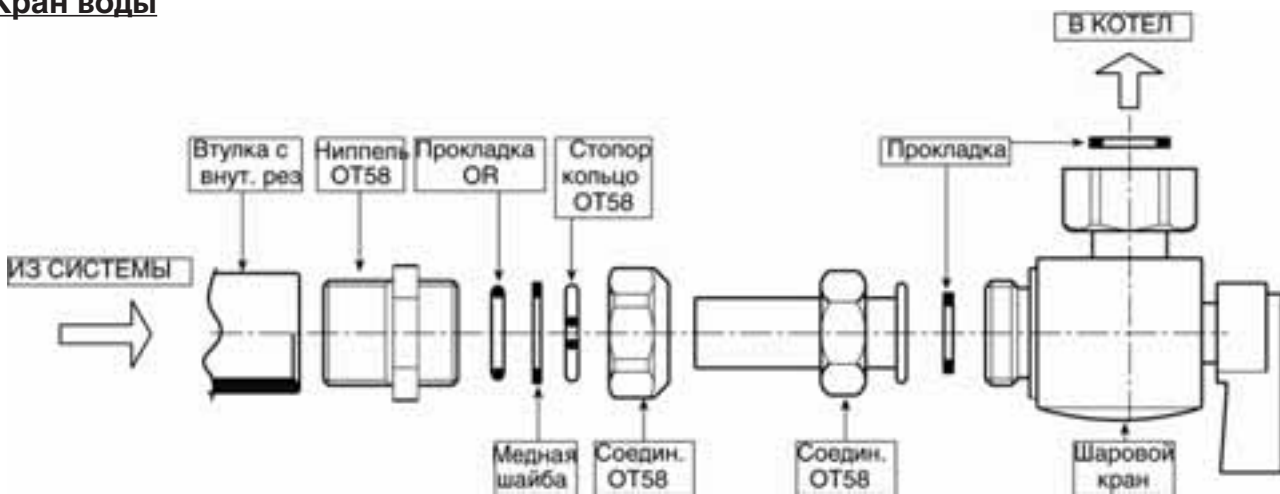 Кран воды
В КОТЕЛ
Втулка с
внут. рез
Ниппель
ОТ58
Прокладка
OR
Стопор
кольцо
ОТ58
Прокладка
ИЗ СИСТЕМЫ
Медная
шайба
Соедин.
ОТ58
Соедин.
ОТ58
Шаровой
кран